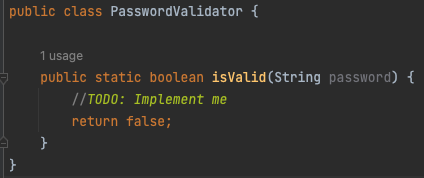 public class PasswordValidator {
1 usage
public static boolean isValid(String password) {
//TODO: Implement me
return false;
}
}